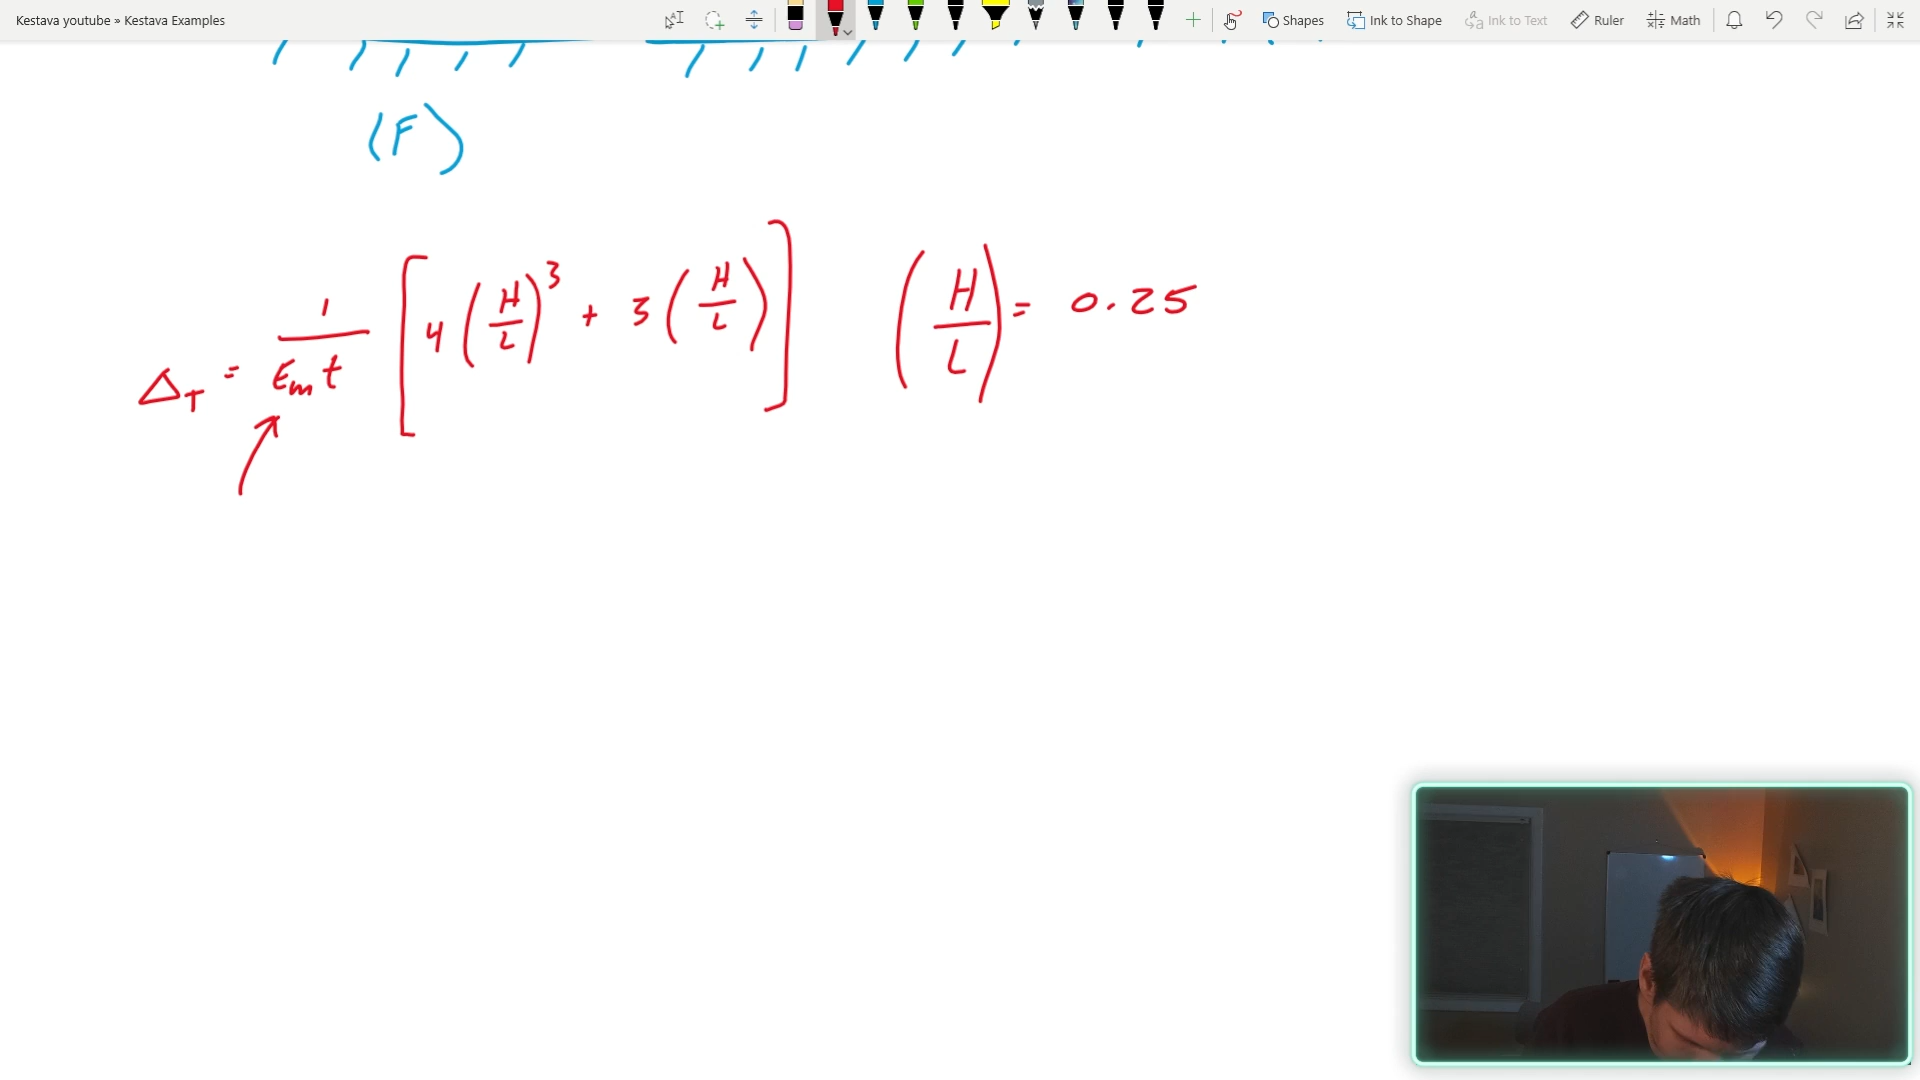 Kestava youtube » Kestava Examples
Shapes Ink to Shape Ink to Text Ruler Math
(F)
Δ_T = 1/(E_m t) [4(H/L)^3 + 3(H/L)] (H/L) = 0.25